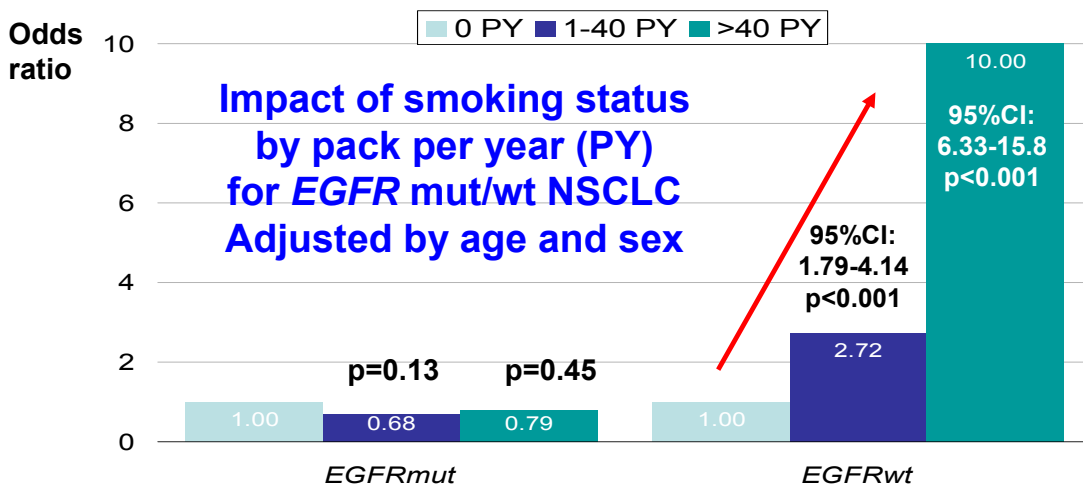 Odds
ratio
0 PY 1-40 PY >40 PY
10
8
6
4
2
0
Impact of smoking status
by pack per year (PY)
for EGFR mut/wt NSCLC
Adjusted by age and sex
10.00
95%CI:
6.33-15.8
p<0.001
95%CI:
1.79-4.14
p<0.001
2.72
p=0.13 p=0.45
1.00 0.68 0.79 1.00
EGFRmut EGFRwt